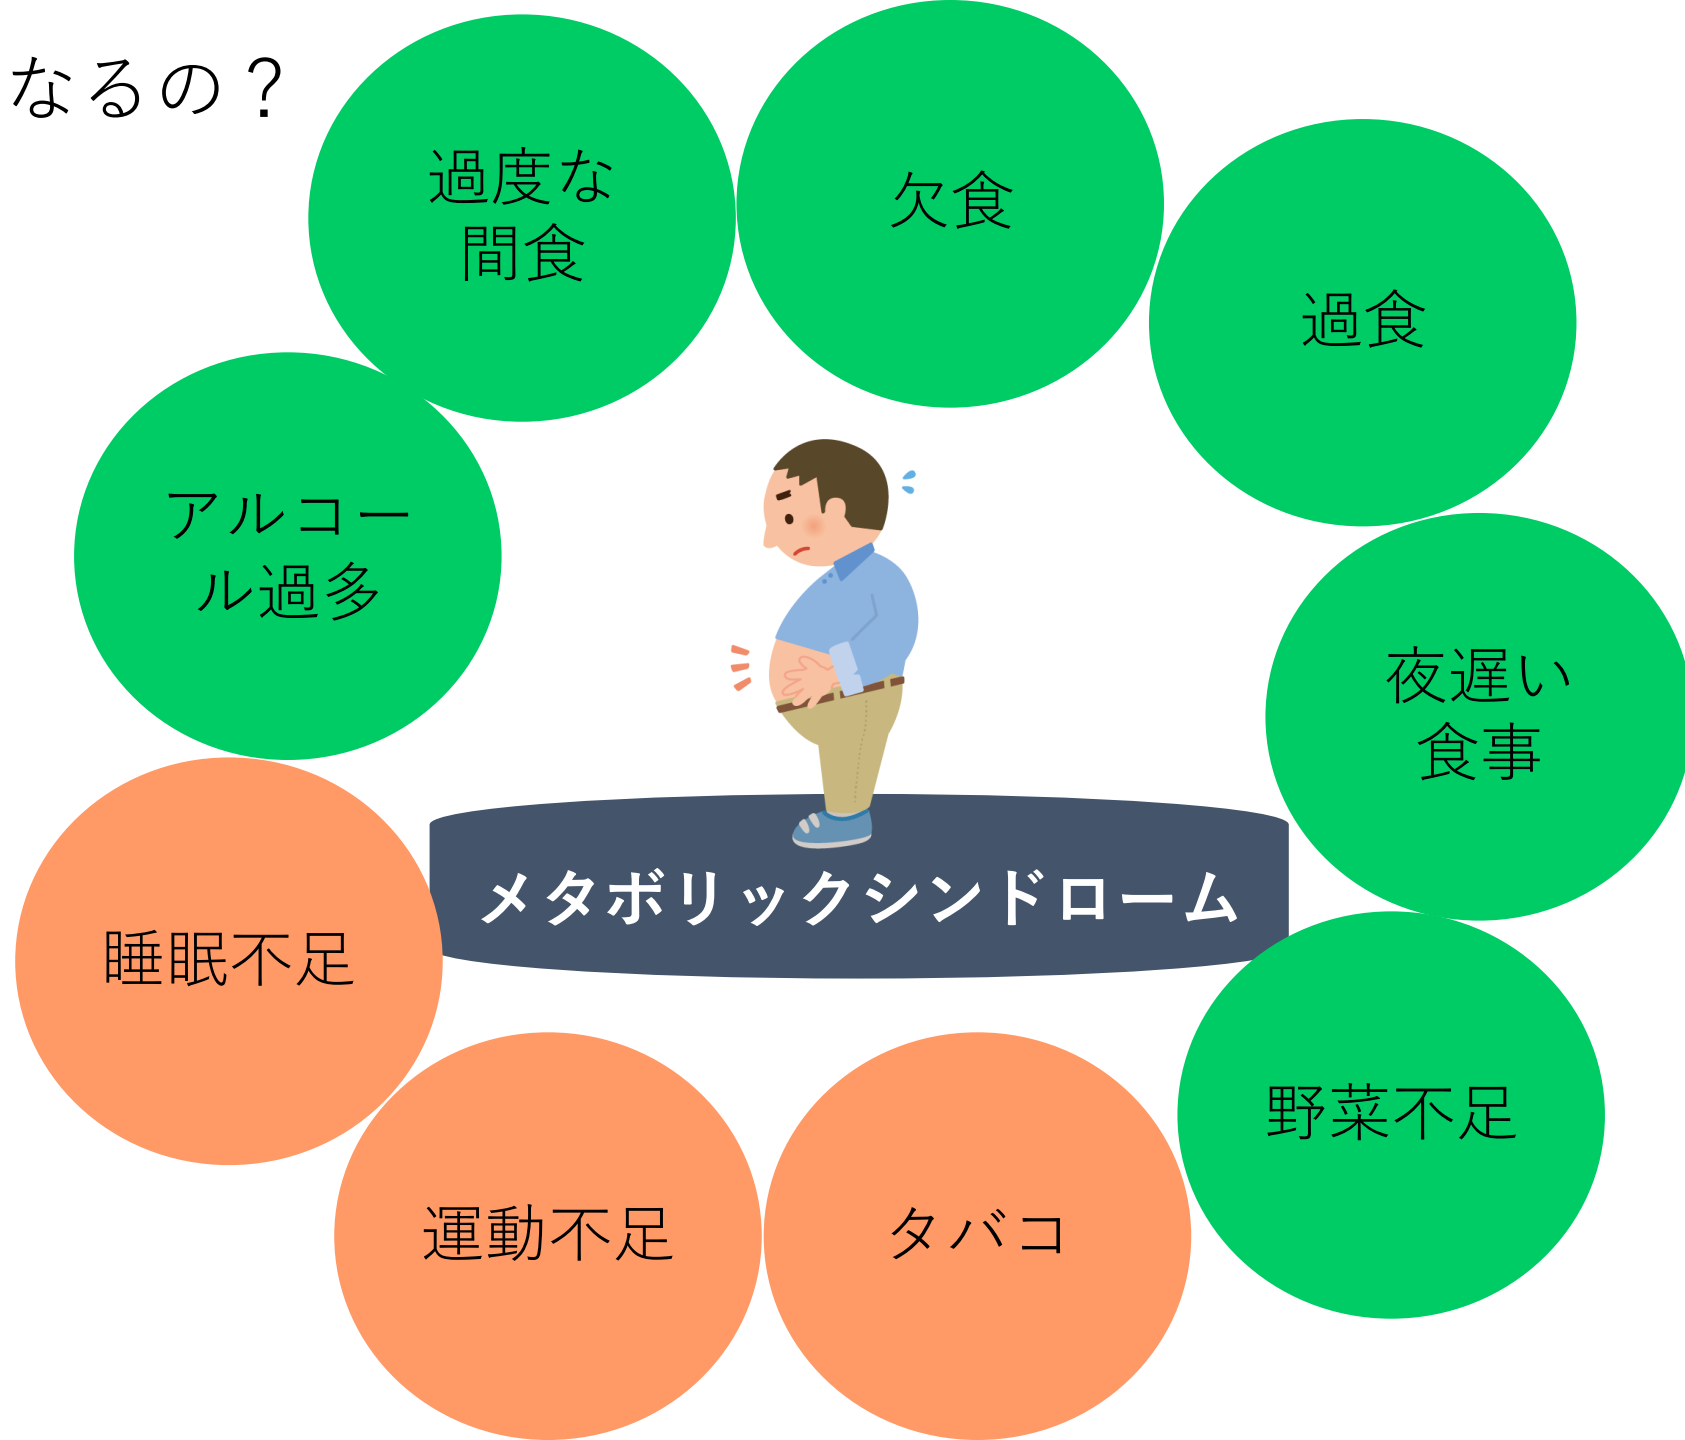 なるの？
過度な
間食
欠食
過食
アルコー
ル過多
夜遅い
食事
メタボリックシンドローム
睡眠不足
野菜不足
運動不足
タバコ